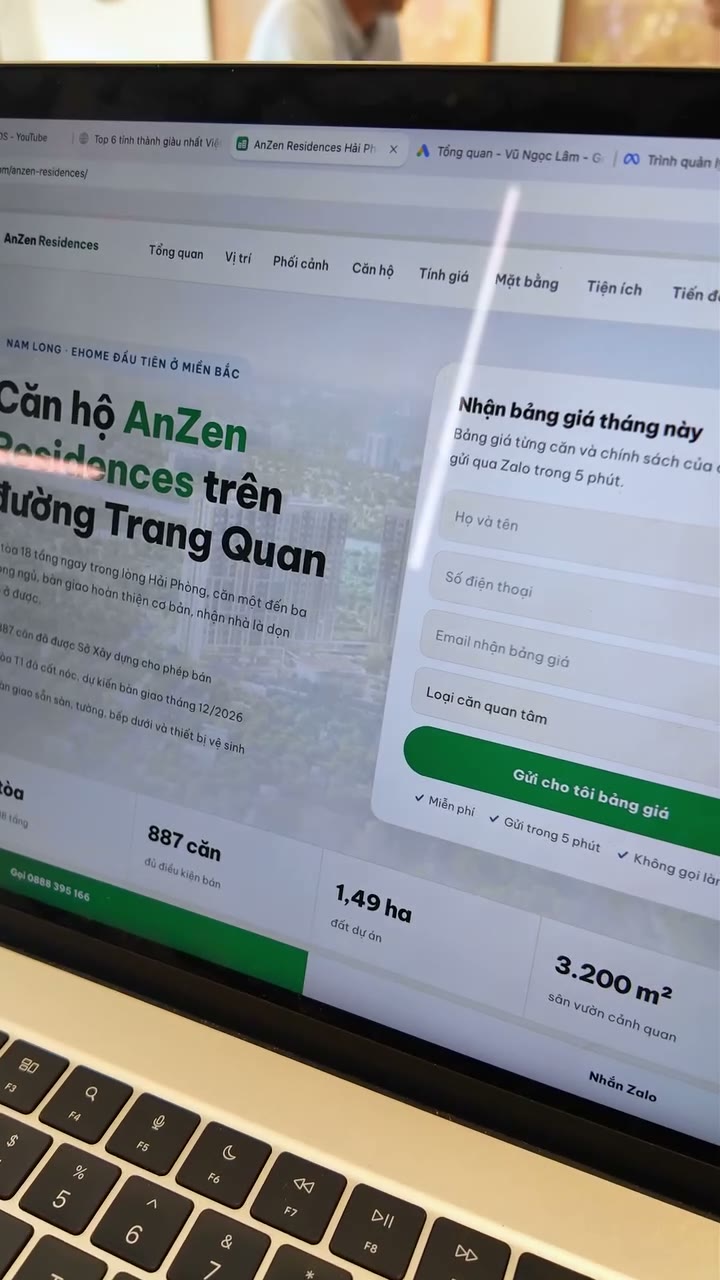 OS - YouTube
Top 6 tỉnh thành giàu nhất Việ
AnZen Residences Hải Ph
Tổng quan - Vũ Ngọc Lâm - G
Trình quản lý
/anzen-residences/
AnZen Residences
Tổng quan
Vị trí
Phối cảnh
Căn hộ
Tính giá
Mặt bằng
Tiện ích
Tiến đ
NAM LONG · EHOME ĐẦU TIÊN Ở MIỀN BẮC
Căn hộ AnZen
Residences trên
đường Trang Quan
tòa 18 tầng ngay trong lòng Hải Phòng, căn một đến ba
ng ngủ, bàn giao hoàn thiện cơ bản, nhận nhà là dọn
ở được.
887 căn đã được Sở Xây dựng cho phép bán
òa T1 đã cất nóc, dự kiến bàn giao tháng 12/2026
àn giao sẵn sàn, tường, bếp dưới và thiết bị vệ sinh
Nhận bảng giá tháng này
Bảng giá từng căn và chính sách của
gửi qua Zalo trong 5 phút.
Họ và tên
Số điện thoại
Email nhận bảng giá
Loại căn quan tâm
Gửi cho tôi bảng giá
Miễn phí
Gửi trong 5 phút
Không gọi làm
tòa
18 tầng
887 căn
đủ điều kiện bán
1,49 ha
đất dự án
3.200 m²
sân vườn cảnh quan
Gọi 0888 395 166
Nhắn Zalo
F3
F4
F5
F6
F7
F8
$
%
5
^
6
&
7
*